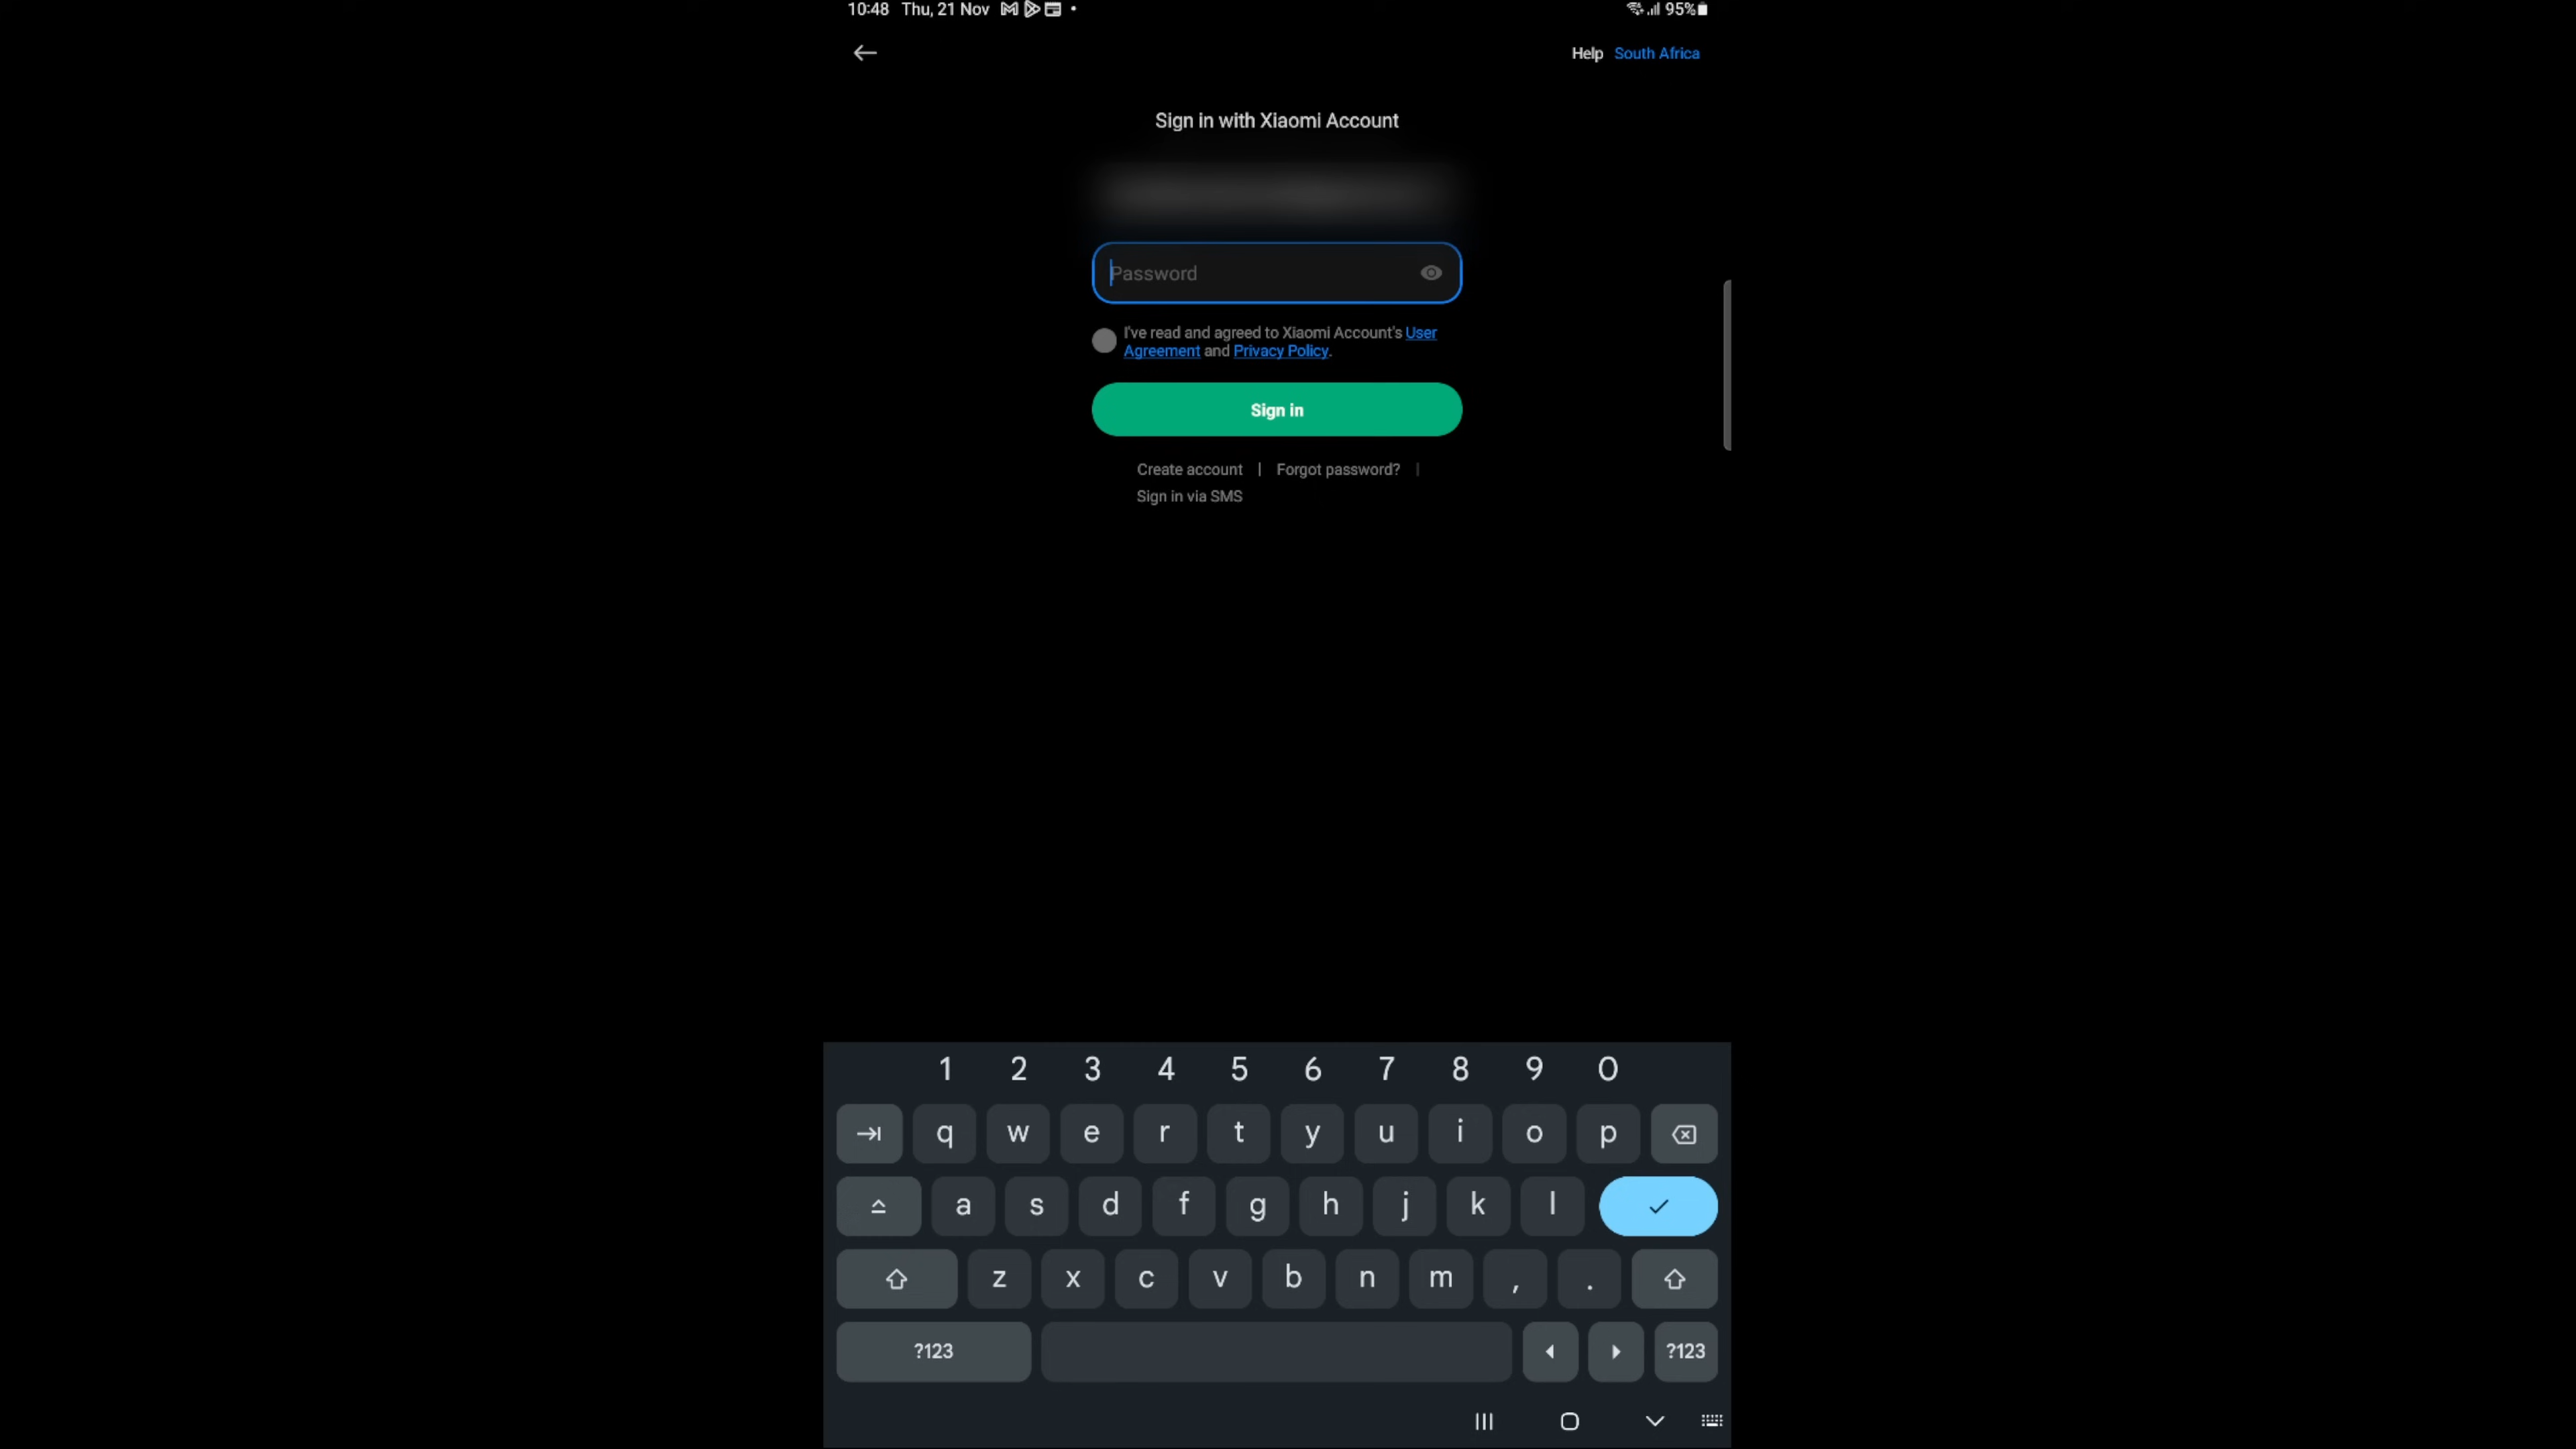 10:48 Thu, 21 Nov
95%
Help South Africa
Sign in with Xiaomi Account
Password
I've read and agreed to Xiaomi Account's User
Agreement and Privacy Policy.
Sign in
Create account | Forgot password? |
Sign in via SMS
1 2 3 4 5 6 7 8 9 0
q w e r t y u i o p
a s d f g h j k l
z x c v b n m , .
?123 ?123